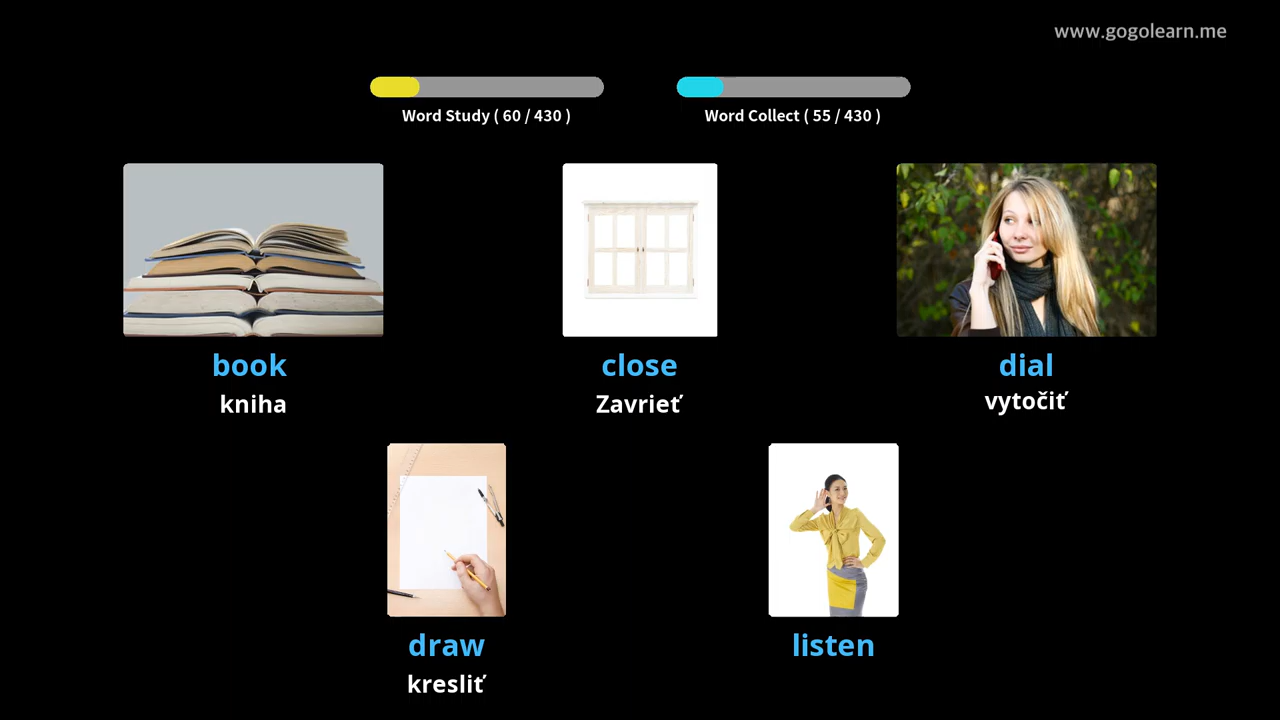 www.gogolearn.me
Word Study ( 60 / 430 )
Word Collect ( 55 / 430 )
book
close
dial
kniha
Zavrieť
vytočiť
draw
listen
kresliť